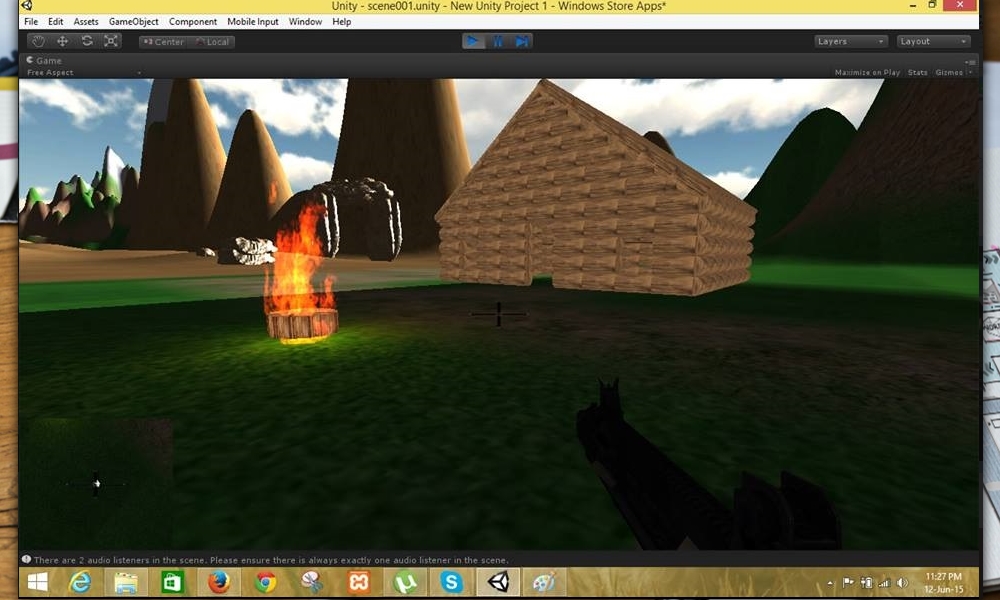 Unity - scene001.unity - New Unity Project 1 - Windows Store Apps*
File Edit Assets GameObject Component Mobile Input Window Help
Center Local Layers Layout
Game
Free Aspect Maximize on Play Stats Gizmos
There are 2 audio listeners in the scene. Please ensure there is always exactly one audio listener in the scene.
11:27 PM
12-Jun-15